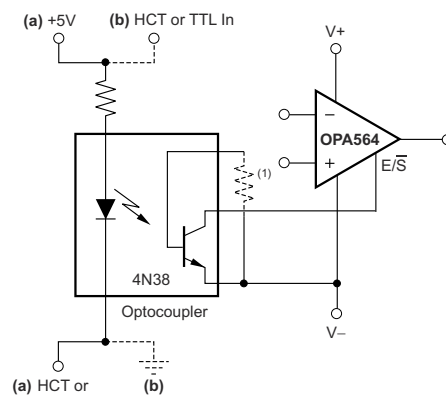 (a) +5V
(b) HCT or TTL In
V+
−
OPA564
+
E/S̅
(1)
4N38
Optocoupler
V−
(a) HCT or
(b)